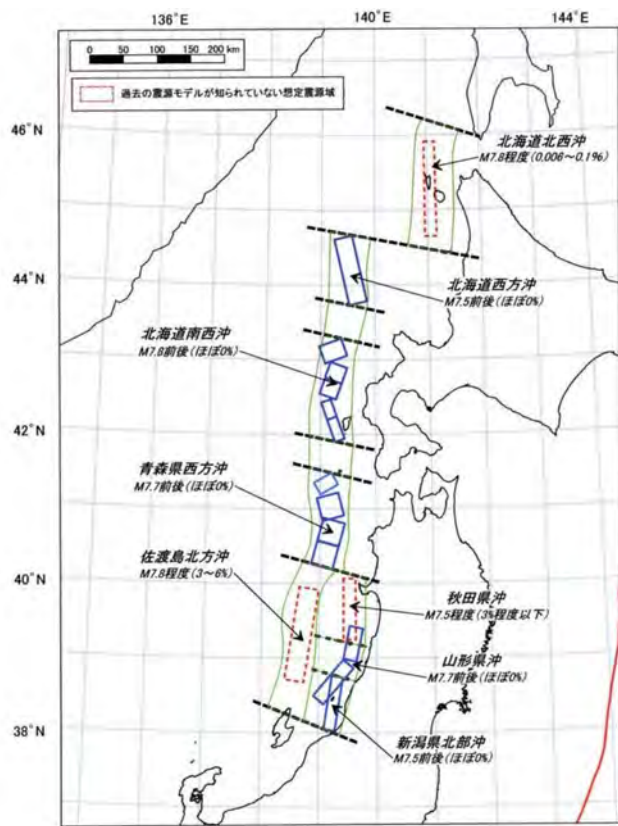 136°E
140°E
144°E
0 50 100 150 200 km
過去の震源モデルが知られていない想定震源域
46°N
北海道北西沖
M7.8程度(0.006～0.1%)
44°N
北海道西方沖
M7.5前後(ほぼ0%)
北海道南西沖
M7.8前後(ほぼ0%)
42°N
青森県西方沖
M7.7前後(ほぼ0%)
佐渡島北方沖
M7.8程度(3～6%)
40°N
秋田県沖
M7.5程度(3%程度以下)
山形県沖
M7.7前後(ほぼ0%)
38°N
新潟県北部沖
M7.5前後(ほぼ0%)